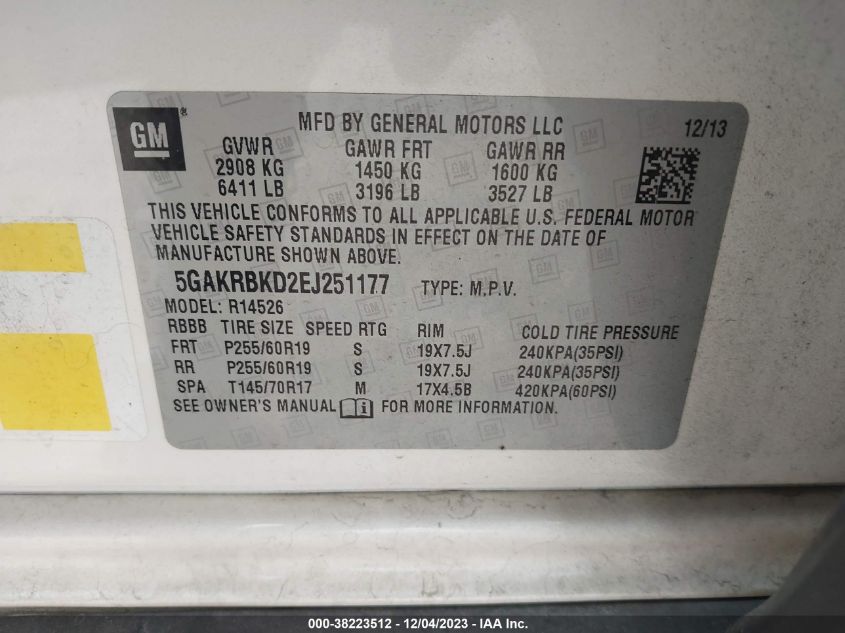 GM
®
MFD BY GENERAL MOTORS LLC 12/13
GVWR GAWR FRT GAWR RR
2908 KG 1450 KG 1600 KG
6411 LB 3196 LB 3527 LB
THIS VEHICLE CONFORMS TO ALL APPLICABLE U.S. FEDERAL MOTOR
VEHICLE SAFETY STANDARDS IN EFFECT ON THE DATE OF
MANUFACTURE SHOWN ABOVE.
5GAKRBKD2EJ251177 TYPE: M.P.V.
MODEL: R14526
RBBB TIRE SIZE SPEED RTG RIM COLD TIRE PRESSURE
FRT P255/60R19 S 19X7.5J 240KPA(35PSI)
RR P255/60R19 S 19X7.5J 240KPA(35PSI)
SPA T145/70R17 M 17X4.5B 420KPA(60PSI)
SEE OWNER'S MANUAL i FOR MORE INFORMATION.
000-38223512 - 12/04/2023 - IAA Inc.